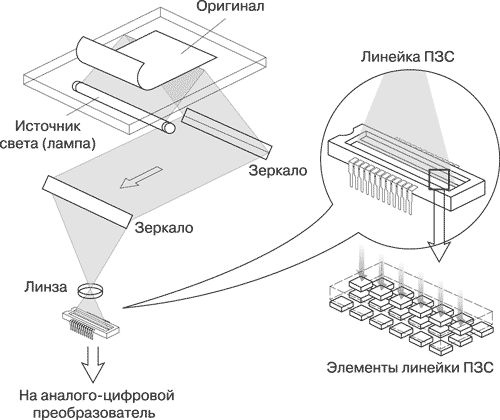 Оригинал
Линейка ПЗС
Источник
света (лампа)
Зеркало
Зеркало
Линза
Элементы линейки ПЗС
На аналого-цифровой
преобразователь